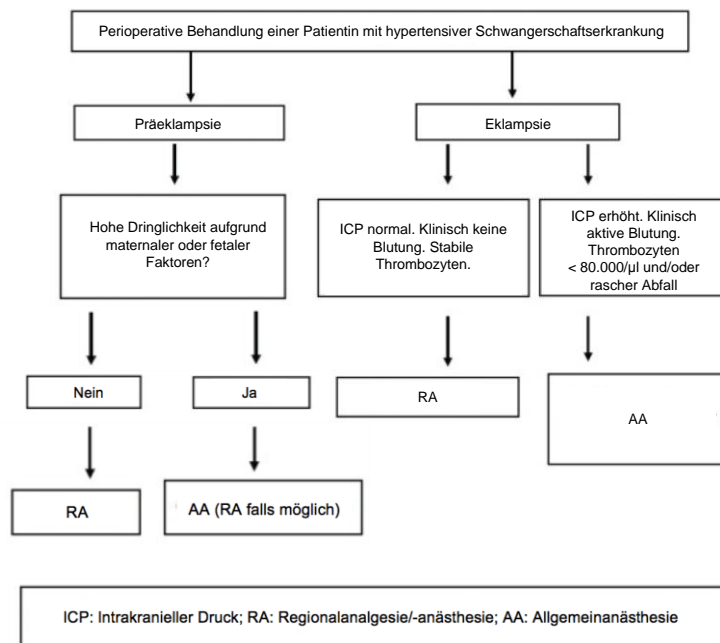 Perioperative Behandlung einer Patientin mit hypertensiver Schwangerschaftserkrankung
Präeklampsie
Eklampsie
Hohe Dringlichkeit aufgrund
maternaler oder fetaler
Faktoren?
ICP normal. Klinisch keine
Blutung. Stabile
Thrombozyten.
ICP erhöht. Klinisch
aktive Blutung.
Thrombozyten
< 80.000/µl und/oder
rascher Abfall
Nein
Ja
RA
AA
RA
AA (RA falls möglich)
ICP: Intrakranieller Druck; RA: Regionalanalgesie/-anästhesie; AA: Allgemeinanästhesie